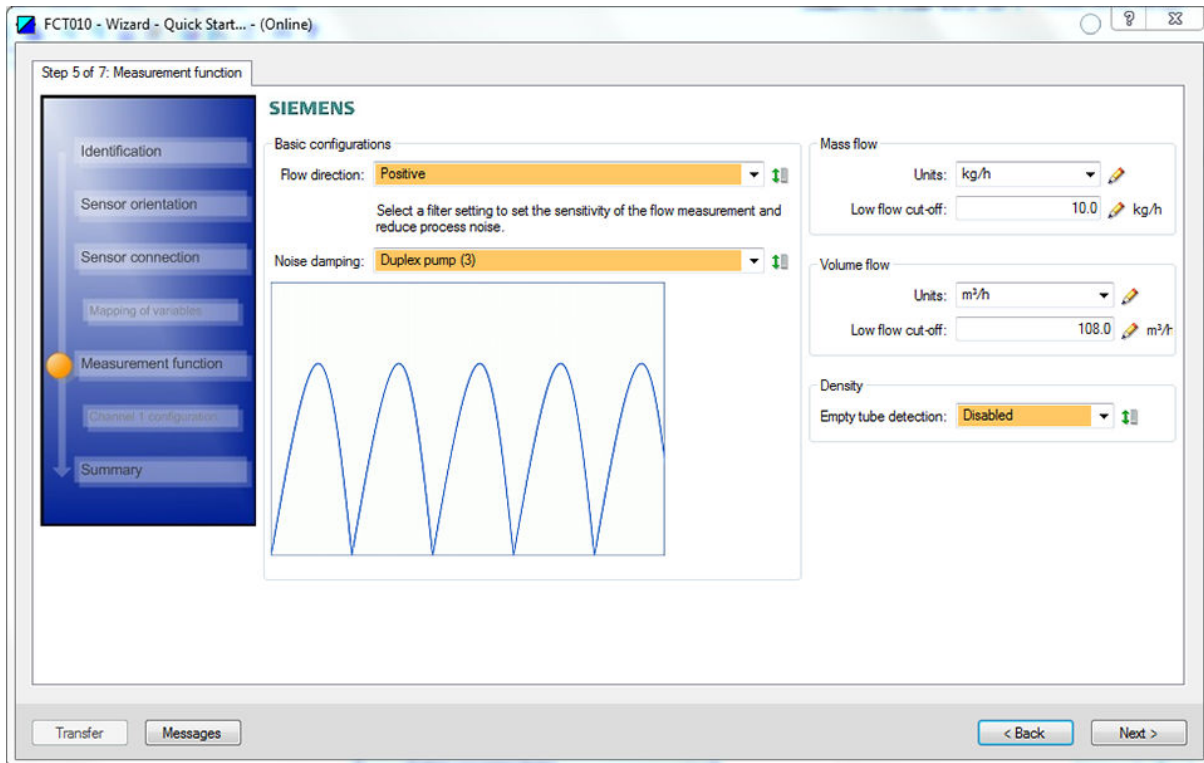 FCT010 - Wizard - Quick Start... - (Online)
Step 5 of 7: Measurement function
Identification
Sensor orientation
Sensor connection
Mapping of variables
Measurement function
Channel 1 configuration
Summary
SIEMENS
Basic configurations
Flow direction: Positive
Select a filter setting to set the sensitivity of the flow measurement and
reduce process noise.
Noise damping: Duplex pump (3)
Mass flow
Units: kg/h
Low flow cut-off: 10.0 kg/h
Volume flow
Units: m³/h
Low flow cut-off: 108.0 m³/h
Density
Empty tube detection: Disabled
Transfer
Messages
< Back
Next >